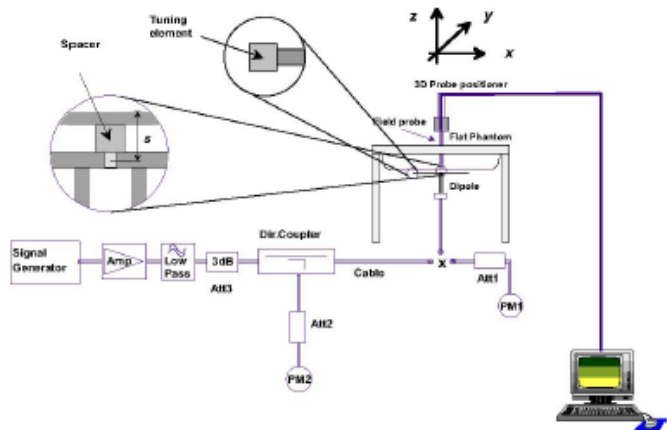 Tuning
element
Spacer
s
z
y
x
3D Probe positioner
Field probe
Flat Phantom
Dipole
Signal
Generator
Amp
Low
Pass
3dB
Att3
Dir.Coupler
Cable
x
Att1
PM1
Att2
PM2